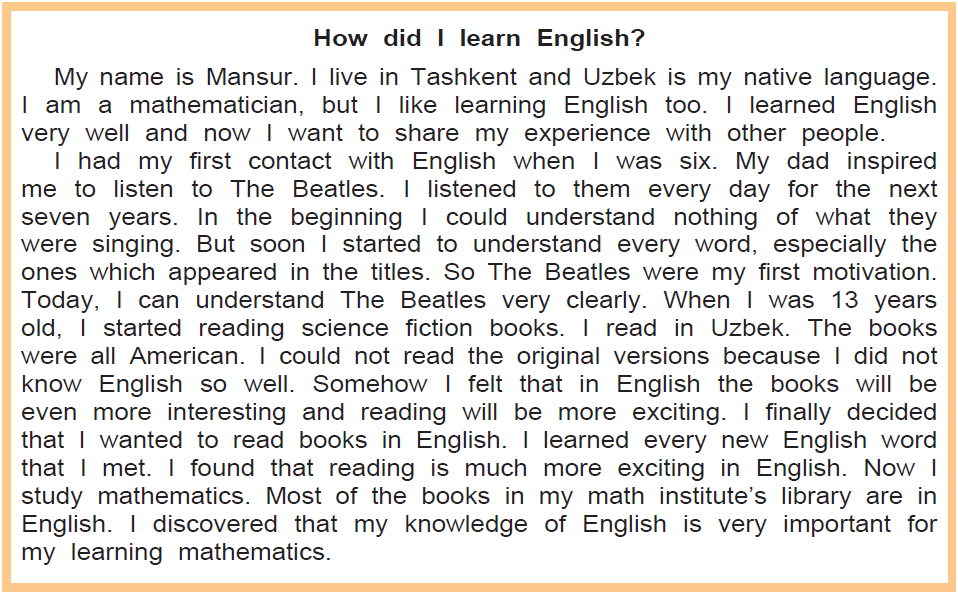 How did I learn English?
My name is Mansur. I live in Tashkent and Uzbek is my native language.
I am a mathematician, but I like learning English too. I learned English
very well and now I want to share my experience with other people.
I had my first contact with English when I was six. My dad inspired
me to listen to The Beatles. I listened to them every day for the next
seven years. In the beginning I could understand nothing of what they
were singing. But soon I started to understand every word, especially the
ones which appeared in the titles. So The Beatles were my first motivation.
Today, I can understand The Beatles very clearly. When I was 13 years
old, I started reading science fiction books. I read in Uzbek. The books
were all American. I could not read the original versions because I did not
know English so well. Somehow I felt that in English the books will be
even more interesting and reading will be more exciting. I finally decided
that I wanted to read books in English. I learned every new English word
that I met. I found that reading is much more exciting in English. Now I
study mathematics. Most of the books in my math institute’s library are in
English. I discovered that my knowledge of English is very important for
my learning mathematics.